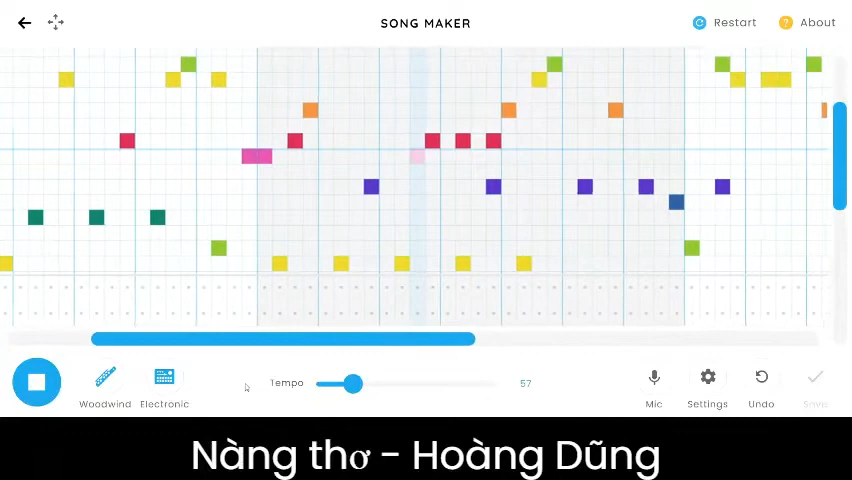 SONG MAKER
Restart
About
Tempo
57
Woodwind
Electronic
Mic
Settings
Undo
Save
Nàng thơ - Hoàng Dũng